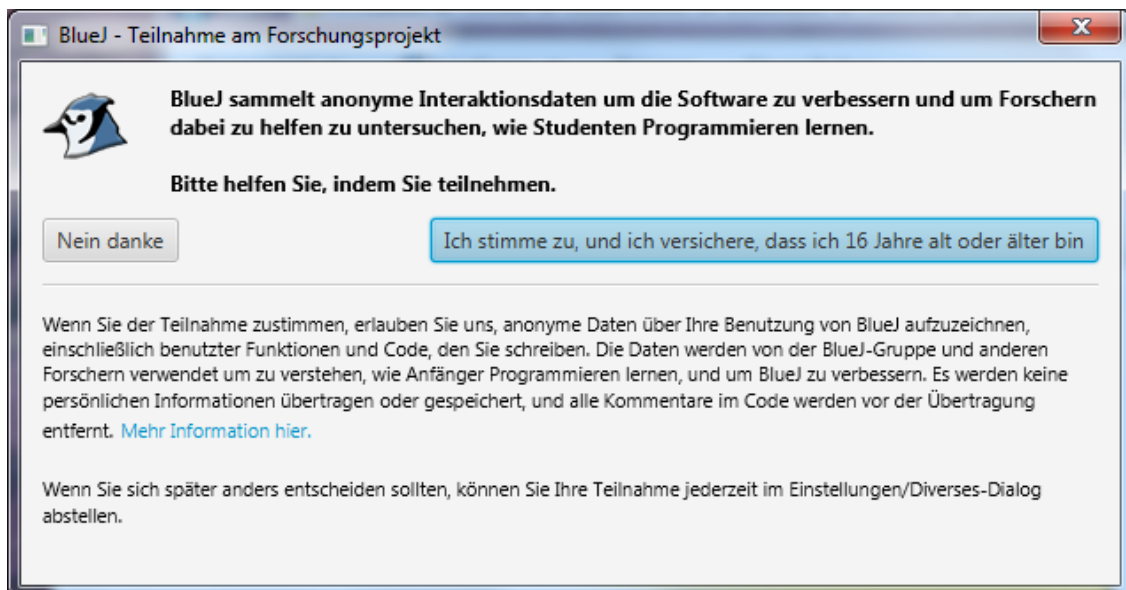 BlueJ - Teilnahme am Forschungsprojekt
BlueJ sammelt anonyme Interaktionsdaten um die Software zu verbessern und um Forschern
dabei zu helfen zu untersuchen, wie Studenten Programmieren lernen.
Bitte helfen Sie, indem Sie teilnehmen.
Nein danke
Ich stimme zu, und ich versichere, dass ich 16 Jahre alt oder älter bin
Wenn Sie der Teilnahme zustimmen, erlauben Sie uns, anonyme Daten über Ihre Benutzung von BlueJ aufzuzeichnen,
einschließlich benutzter Funktionen und Code, den Sie schreiben. Die Daten werden von der BlueJ-Gruppe und anderen
Forschern verwendet um zu verstehen, wie Anfänger Programmieren lernen, und um BlueJ zu verbessern. Es werden keine
persönlichen Informationen übertragen oder gespeichert, und alle Kommentare im Code werden vor der Übertragung
entfernt. Mehr Information hier.
Wenn Sie sich später anders entscheiden sollten, können Sie Ihre Teilnahme jederzeit im Einstellungen/Diverses-Dialog
abstellen.